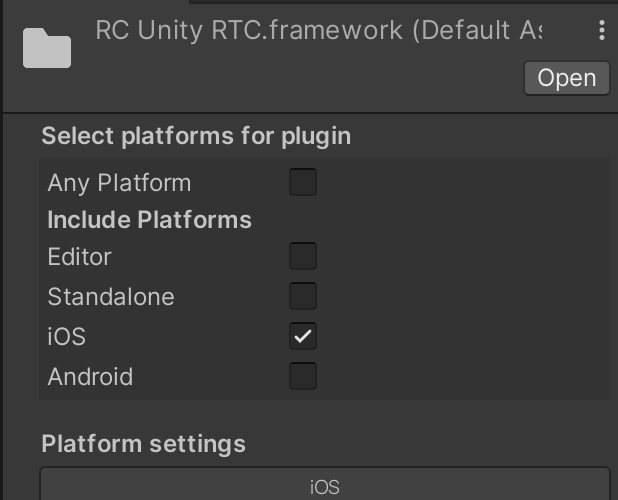 RC Unity RTC.framework (Default As
Open
Select platforms for plugin
Any Platform
Include Platforms
Editor
Standalone
iOS
Android
Platform settings
iOS